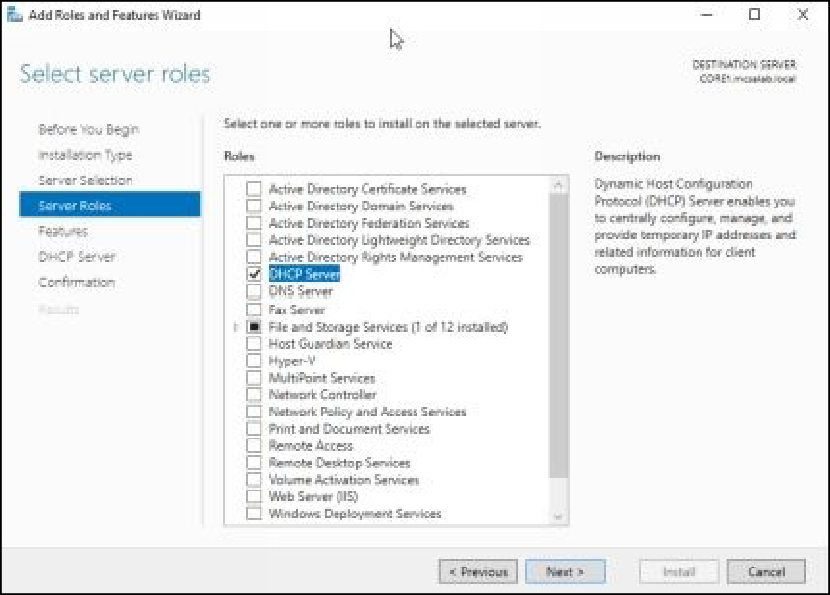 Add Roles and Features Wizard
Select server roles
DESTINATION SERVER
CORE1.mcsalab.local
Before You Begin
Installation Type
Server Selection
Server Roles
Features
DHCP Server
Confirmation
Results
Select one or more roles to install on the selected server.
Roles
Active Directory Certificate Services
Active Directory Domain Services
Active Directory Federation Services
Active Directory Lightweight Directory Services
Active Directory Rights Management Services
DHCP Server
DNS Server
Fax Server
File and Storage Services (1 of 12 installed)
Host Guardian Service
Hyper-V
MultiPoint Services
Network Controller
Network Policy and Access Services
Print and Document Services
Remote Access
Remote Desktop Services
Volume Activation Services
Web Server (IIS)
Windows Deployment Services
Description
Dynamic Host Configuration
Protocol (DHCP) Server enables you
to centrally configure, manage, and
provide temporary IP addresses and
related information for client
computers.
< Previous
Next >
Install
Cancel